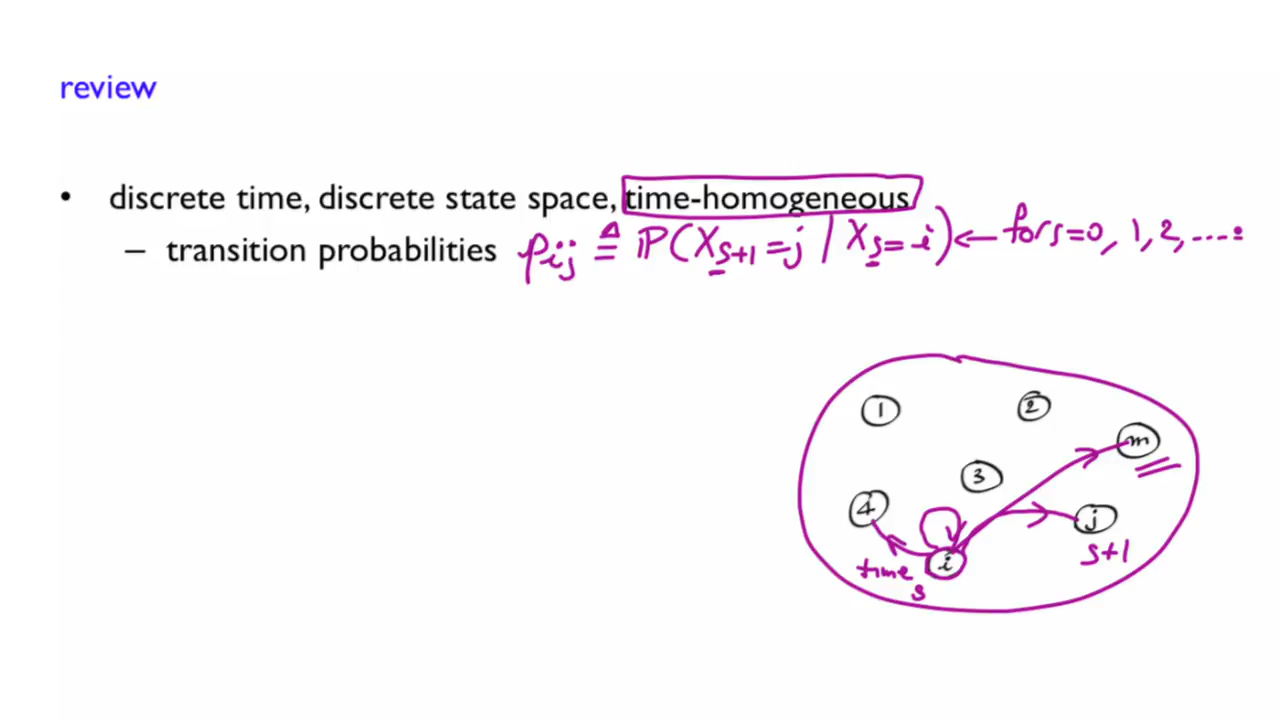 review
• discrete time, discrete state space, time-homogeneous
– transition probabilities pij ≜ ℙ(Xs+1 = j / Xs = i) ← for s=0, 1, 2, ....
1
2
m
3
4
j
i
s+1
time
s